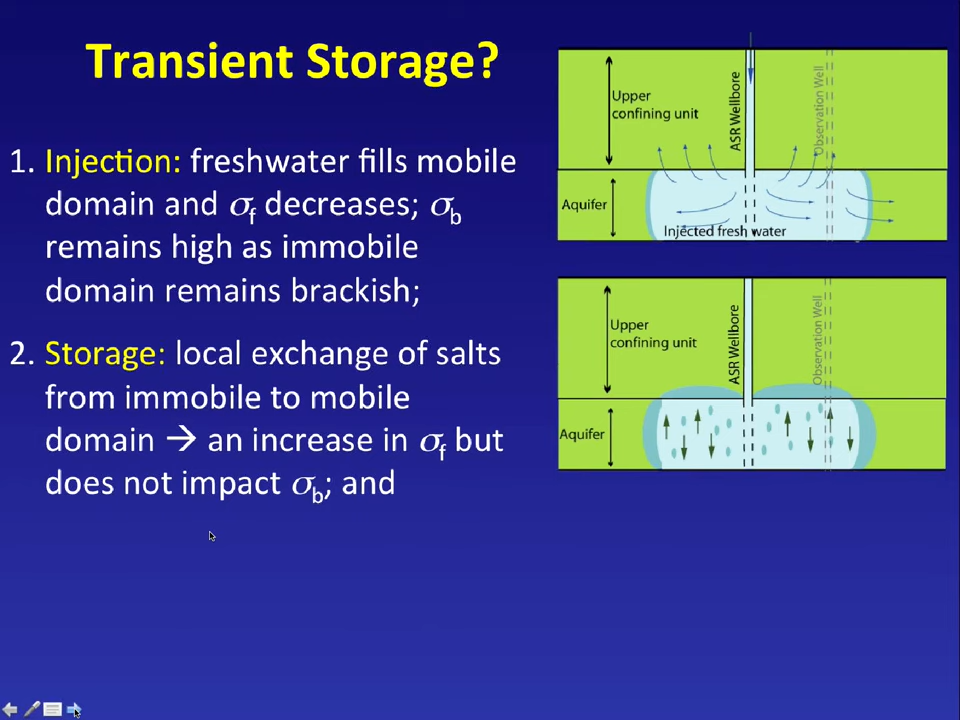 Transient Storage?
1. Injection: freshwater fills mobile
domain and σf decreases; σb
remains high as immobile
domain remains brackish;
2. Storage: local exchange of salts
from immobile to mobile
domain → an increase in σf but
does not impact σb; and
Upper
confining unit
ASR Wellbore
Observation Well
Aquifer
Injected fresh water
Upper
confining unit
ASR Wellbore
Observation Well
Aquifer